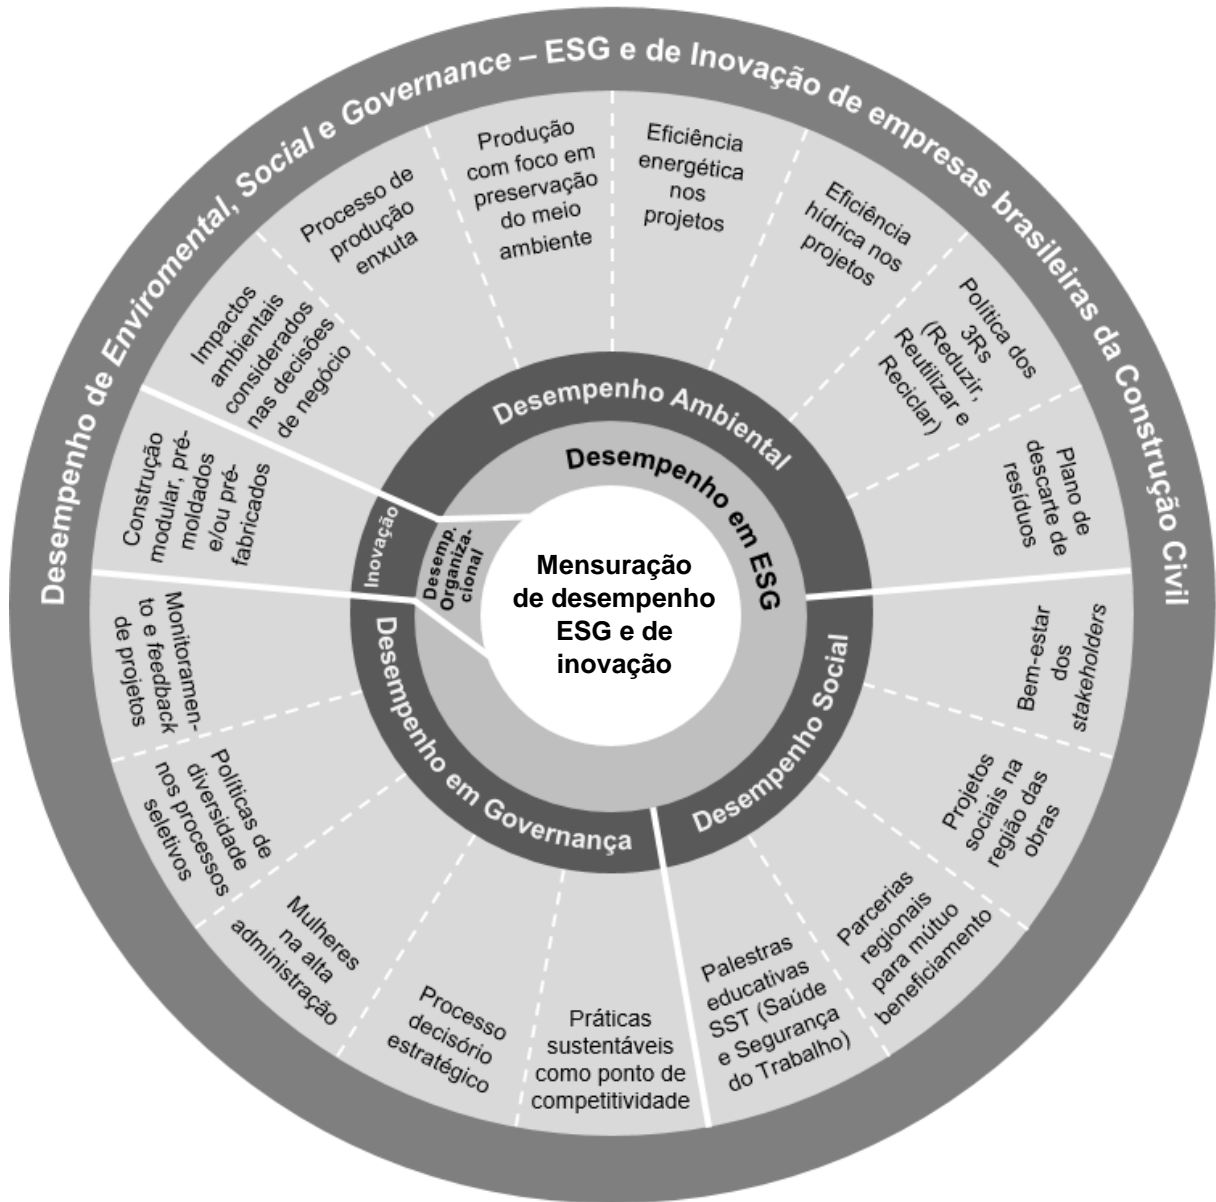 Desempenho de Enviromental, Social e Governance – ESG e de Inovação de empresas brasileiras da Construção Civil
Impactos
ambientais
considerados
nas decisões
de negócio
Processo de
produção
enxuta
Produção
com foco em
preservação
do meio
ambiente
Eficiência
energética
nos
projetos
Eficiência
hídrica nos
projetos
Política dos
3Rs
(Reduzir,
Reutilizar e
Reciclar)
Plano de
descarte de
resíduos
Bem-estar
dos
stakeholders
Projetos
sociais na
região das
obras
Parcerias
regionais
para mútuo
beneficiamento
Palestras
educativas
SST (Saúde
e Segurança
do Trabalho)
Práticas
sustentáveis
como ponto de
competitividade
Processo
decisório
estratégico
Mulheres
na alta
administração
Políticas de
diversidade
nos processos
seletivos
Monitoramen-
to e feedback
de projetos
Construção
modular, pré-
moldados
e/ou pré-
fabricados
Desempenho Ambiental
Desempenho Social
Desempenho em Governança
Inovação
Desempenho em ESG
Desemp.
Organiza-
cional
Mensuração
de desempenho
ESG e de
inovação